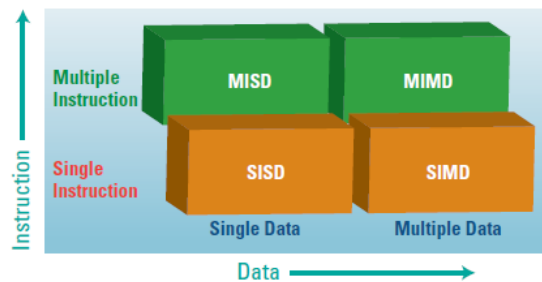 Multiple
Instruction
MISD
MIMD
Single
Instruction
SISD
SIMD
Single Data
Multiple Data
Instruction
Data